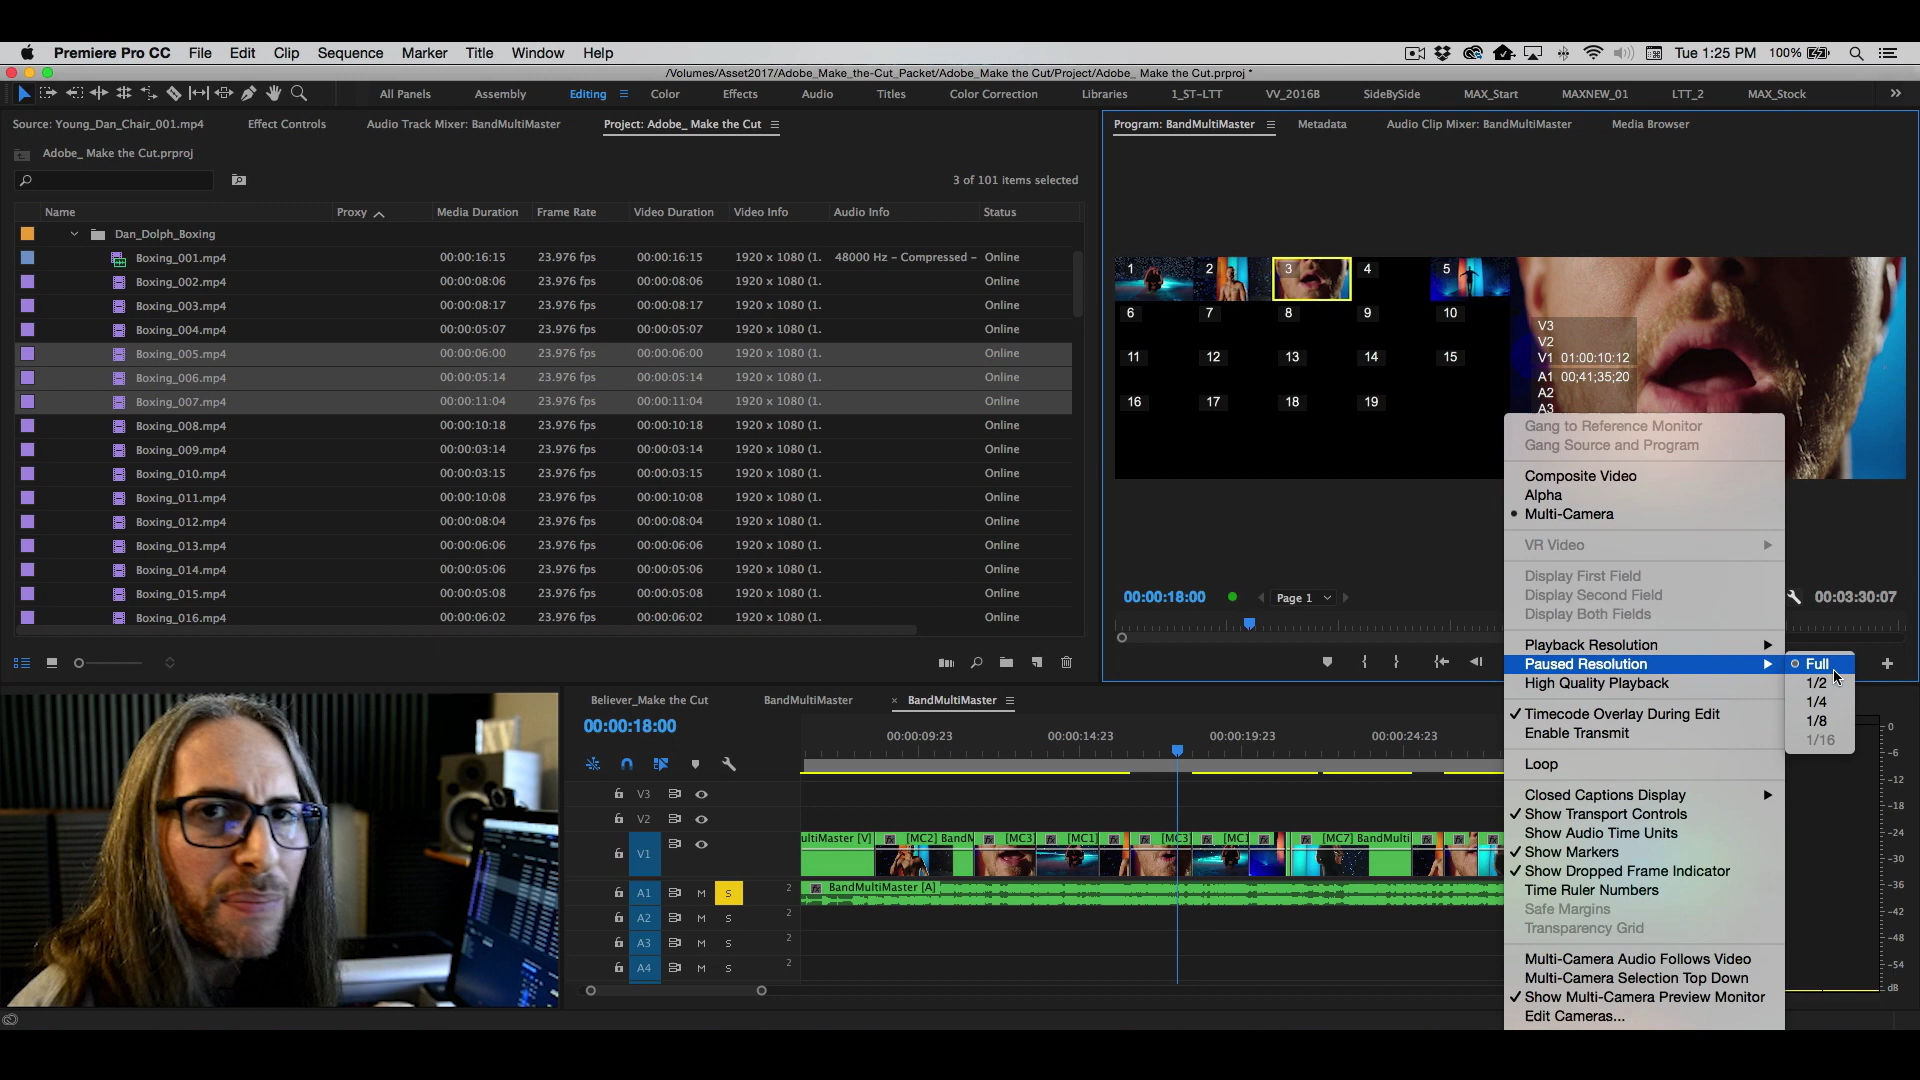 Premiere Pro CC File Edit Clip Sequence Marker Title Window Help Tue 1:25 PM 100%
/Volumes/Asset2017/Adobe_Make_the-Cut_Packet/Adobe_Make the Cut/Project/Adobe_ Make the Cut.prproj *
All Panels Assembly Editing Color Effects Audio Titles Color Correction Libraries 1_ST-LTT VV_2016B SideBySide MAX_Start MAXNEW_01 LTT_2 MAX_Stock
Source: Young_Dan_Chair_001.mp4 Effect Controls Audio Track Mixer: BandMultiMaster Project: Adobe_ Make the Cut
Adobe_ Make the Cut.prproj
3 of 101 items selected
Name Proxy Media Duration Frame Rate Video Duration Video Info Audio Info Status
Dan_Dolph_Boxing
Boxing_001.mp4 00:00:16:15 23.976 fps 00:00:16:15 1920 x 1080 (1. 48000 Hz – Compressed – Online
Boxing_002.mp4 00:00:08:06 23.976 fps 00:00:08:06 1920 x 1080 (1. Online
Boxing_003.mp4 00:00:08:17 23.976 fps 00:00:08:17 1920 x 1080 (1. Online
Boxing_004.mp4 00:00:05:07 23.976 fps 00:00:05:07 1920 x 1080 (1. Online
Boxing_005.mp4 00:00:06:00 23.976 fps 00:00:06:00 1920 x 1080 (1. Online
Boxing_006.mp4 00:00:05:14 23.976 fps 00:00:05:14 1920 x 1080 (1. Online
Boxing_007.mp4 00:00:11:04 23.976 fps 00:00:11:04 1920 x 1080 (1. Online
Boxing_008.mp4 00:00:10:18 23.976 fps 00:00:10:18 1920 x 1080 (1. Online
Boxing_009.mp4 00:00:03:14 23.976 fps 00:00:03:14 1920 x 1080 (1. Online
Boxing_010.mp4 00:00:03:15 23.976 fps 00:00:03:15 1920 x 1080 (1. Online
Boxing_011.mp4 00:00:10:08 23.976 fps 00:00:10:08 1920 x 1080 (1. Online
Boxing_012.mp4 00:00:08:04 23.976 fps 00:00:08:04 1920 x 1080 (1. Online
Boxing_013.mp4 00:00:06:06 23.976 fps 00:00:06:06 1920 x 1080 (1. Online
Boxing_014.mp4 00:00:05:06 23.976 fps 00:00:05:06 1920 x 1080 (1. Online
Boxing_015.mp4 00:00:05:08 23.976 fps 00:00:05:08 1920 x 1080 (1. Online
Boxing_016.mp4 00:00:06:02 23.976 fps 00:00:06:02 1920 x 1080 (1. Online
Program: BandMultiMaster Metadata Audio Clip Mixer: BandMultiMaster Media Browser
1 2 3 4 5
6 7 8 9 10
11 12 13 14 15
16 17 18 19
V3
V2
V1 01:00:10:12
A1 00;41;35;20
A2
A3
00:00:18:00 Page 1 00:03:30:07
Gang to Reference Monitor
Gang Source and Program
Composite Video
Alpha
Multi-Camera
VR Video
Display First Field
Display Second Field
Display Both Fields
Playback Resolution
Paused Resolution
High Quality Playback
Timecode Overlay During Edit
Enable Transmit
Loop
Closed Captions Display
Show Transport Controls
Show Audio Time Units
Show Markers
Show Dropped Frame Indicator
Time Ruler Numbers
Safe Margins
Transparency Grid
Multi-Camera Audio Follows Video
Multi-Camera Selection Top Down
Show Multi-Camera Preview Monitor
Edit Cameras...
Full
1/2
1/4
1/8
1/16
Believer_Make the Cut BandMultiMaster × BandMultiMaster
00:00:18:00
00:00:09:23 00:00:14:23 00:00:19:23 00:00:24:23
V3
V2
V1 ultiMaster [V] [MC2] BandM [MC3] [MC1] [MC3 [MC1 [MC7] BandMulti
A1 M S 2 BandMultiMaster [A]
A2 M S 2
A3 M S 2
A4 M S 2
0
-6
-12
-18
-24
-30
-36
-42
-48
-54
dB